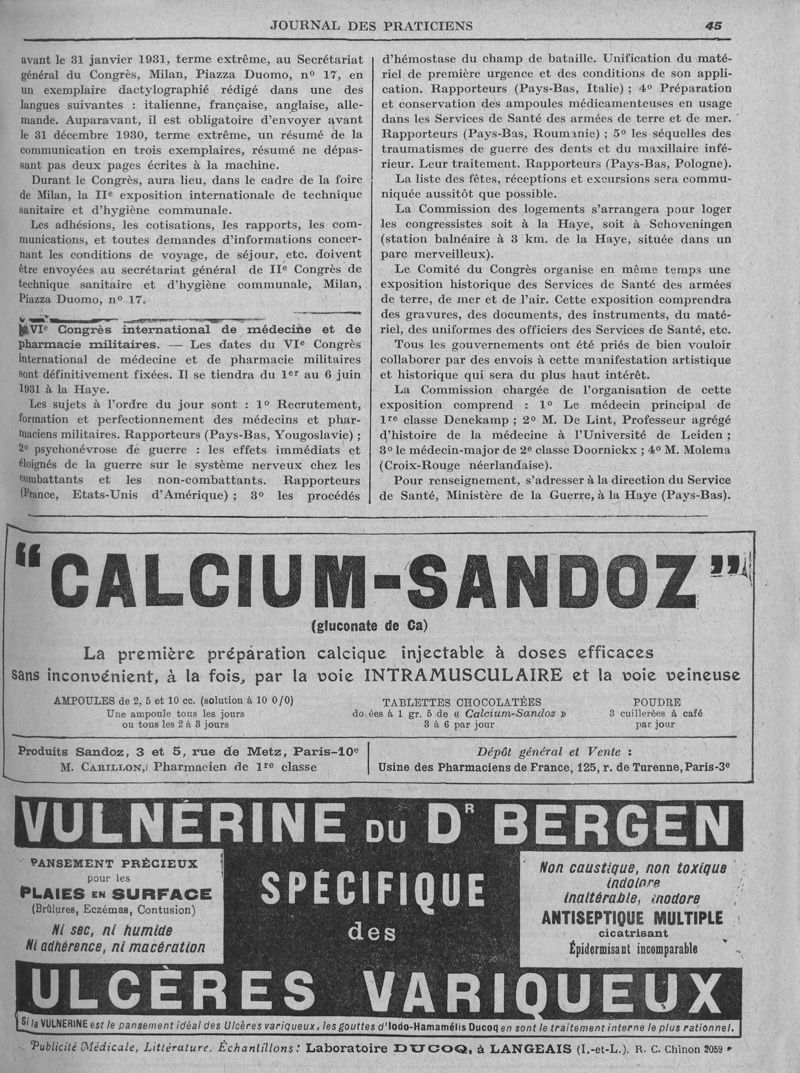 JOURNAL DES PRATICIENS 45
avant le 31 janvier 1931, terme extrême, au Secrétariat
général du Congrès, Milan, Piazza Duomo, nº 17, en
un exemplaire dactylographié rédigé dans une des
langues suivantes : italienne, française, anglaise, alle-
mande. Auparavant, il est obligatoire d'envoyer avant
le 31 décembre 1930, terme extrême, un résumé de la
communication en trois exemplaires, résumé ne dépas-
sant pas deux pages écrites à la machine.
Durant le Congrès, aura lieu, dans le cadre de la foire
de Milan, la IIe exposition internationale de technique
sanitaire et d'hygiène communale.
Les adhésions, les cotisations, les rapports, les com-
munications, et toutes demandes d'informations concer-
nant les conditions de voyage, de séjour, etc. doivent
être envoyées au secrétariat général de IIe Congrès de
technique sanitaire et d'hygiène communale, Milan,
Piazza Duomo, nº 17.
VIe Congrès international de médecine et de
pharmacie militaires. — Les dates du VIe Congrès
international de médecine et de pharmacie militaires
sont définitivement fixées. Il se tiendra du 1er au 6 juin
1931 à la Haye.
Les sujets à l'ordre du jour sont : 1º Recrutement,
formation et perfectionnement des médecins et phar-
maciens militaires. Rapporteurs (Pays-Bas, Yougoslavie) ;
2º psychonévrose de guerre : les effets immédiats et
éloignés de la guerre sur le système nerveux chez les
combattants et les non-combattants. Rapporteurs
(France, Etats-Unis d'Amérique) ; 3º les procédés
d'hémostase du champ de bataille. Unification du maté-
riel de première urgence et des conditions de son appli-
cation. Rapporteurs (Pays-Bas, Italie) ; 4º Préparation
et conservation des ampoules médicamenteuses en usage
dans les Services de Santé des armées de terre et de mer.
Rapporteurs (Pays-Bas, Roumanie) ; 5º les séquelles des
traumatismes de guerre des dents et du maxillaire infé-
rieur. Leur traitement. Rapporteurs (Pays-Bas, Pologne).
La liste des fêtes, réceptions et excursions sera commu-
niquée aussitôt que possible.
La Commission des logements s'arrangera pour loger
les congressistes soit à la Haye, soit à Schoveningen
(station balnéaire à 3 km. de la Haye, située dans un
parc merveilleux).
Le Comité du Congrès organise en même temps une
exposition historique des Services de Santé des armées
de terre, de mer et de l'air. Cette exposition comprendra
des gravures, des documents, des instruments, du maté-
riel, des uniformes des officiers des Services de Santé, etc.
Tous les gouvernements ont été priés de bien vouloir
collaborer par des envois à cette manifestation artistique
et historique qui sera du plus haut intérêt.
La Commission chargée de l'organisation de cette
exposition comprend : 1º Le médecin principal de
1re classe Denekamp ; 2º M. De Lint, Professeur agrégé
d'histoire de la médecine à l'Université de Leiden ;
3º le médecin-major de 2e classe Doornickx ; 4º M. Molema
(Croix-Rouge néerlandaise).
Pour renseignement, s'adresser à la direction du Service
de Santé, Ministère de la Guerre, à la Haye (Pays-Bas).
"CALCIUM-SANDOZ"
(gluconate de Ca)
La première préparation calcique injectable à doses efficaces
sans inconvénient, à la fois, par la voie INTRAMUSCULAIRE et la voie veineuse
AMPOULES de 2, 5 et 10 cc. (solution à 10 0/0)
Une ampoule tous les jours
ou tous les 2 à 3 jours
TABLETTES CHOCOLATÉES
do ées à 1 gr. 5 de « Calcium-Sandoz »
3 à 6 par jour
POUDRE
3 cuillerées à café
par jour
Produits Sandoz, 3 et 5, rue de Metz, Paris-10e
M. CARILLON, Pharmacien de 1re classe
Dépôt général et Vente :
Usine des Pharmaciens de France, 125, r. de Turenne, Paris-3e
VULNÉRINE DU Dr BERGEN
PANSEMENT PRÉCIEUX
pour les
PLAIES EN SURFACE
(Brûlures, Eczémas, Contusion)
Ni sec, ni humide
Ni adhérence, ni macération
SPÉCIFIQUE
des
Non caustique, non toxique
indolore
inaltérable, inodore
ANTISEPTIQUE MULTIPLE
cicatrisant
Épidermisant incomparable
ULCÈRES VARIQUEUX
Si la VULNERINE est le pansement idéal des Ulcères variqueux, les gouttes d'Iodo-Hamamélis Ducoq en sont le traitement interne le plus rationnel.
Publicité Médicale, Littérature. Échantillons : Laboratoire DUCOQ, à LANGEAIS (I.-et-L.). R. C. Chinon 2059